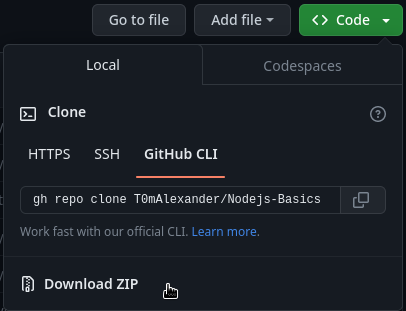 Go to file Add file <> Code
Local Codespaces
Clone
HTTPS SSH GitHub CLI
gh repo clone T0mAlexander/Nodejs-Basics
Work fast with our official CLI. Learn more.
Download ZIP